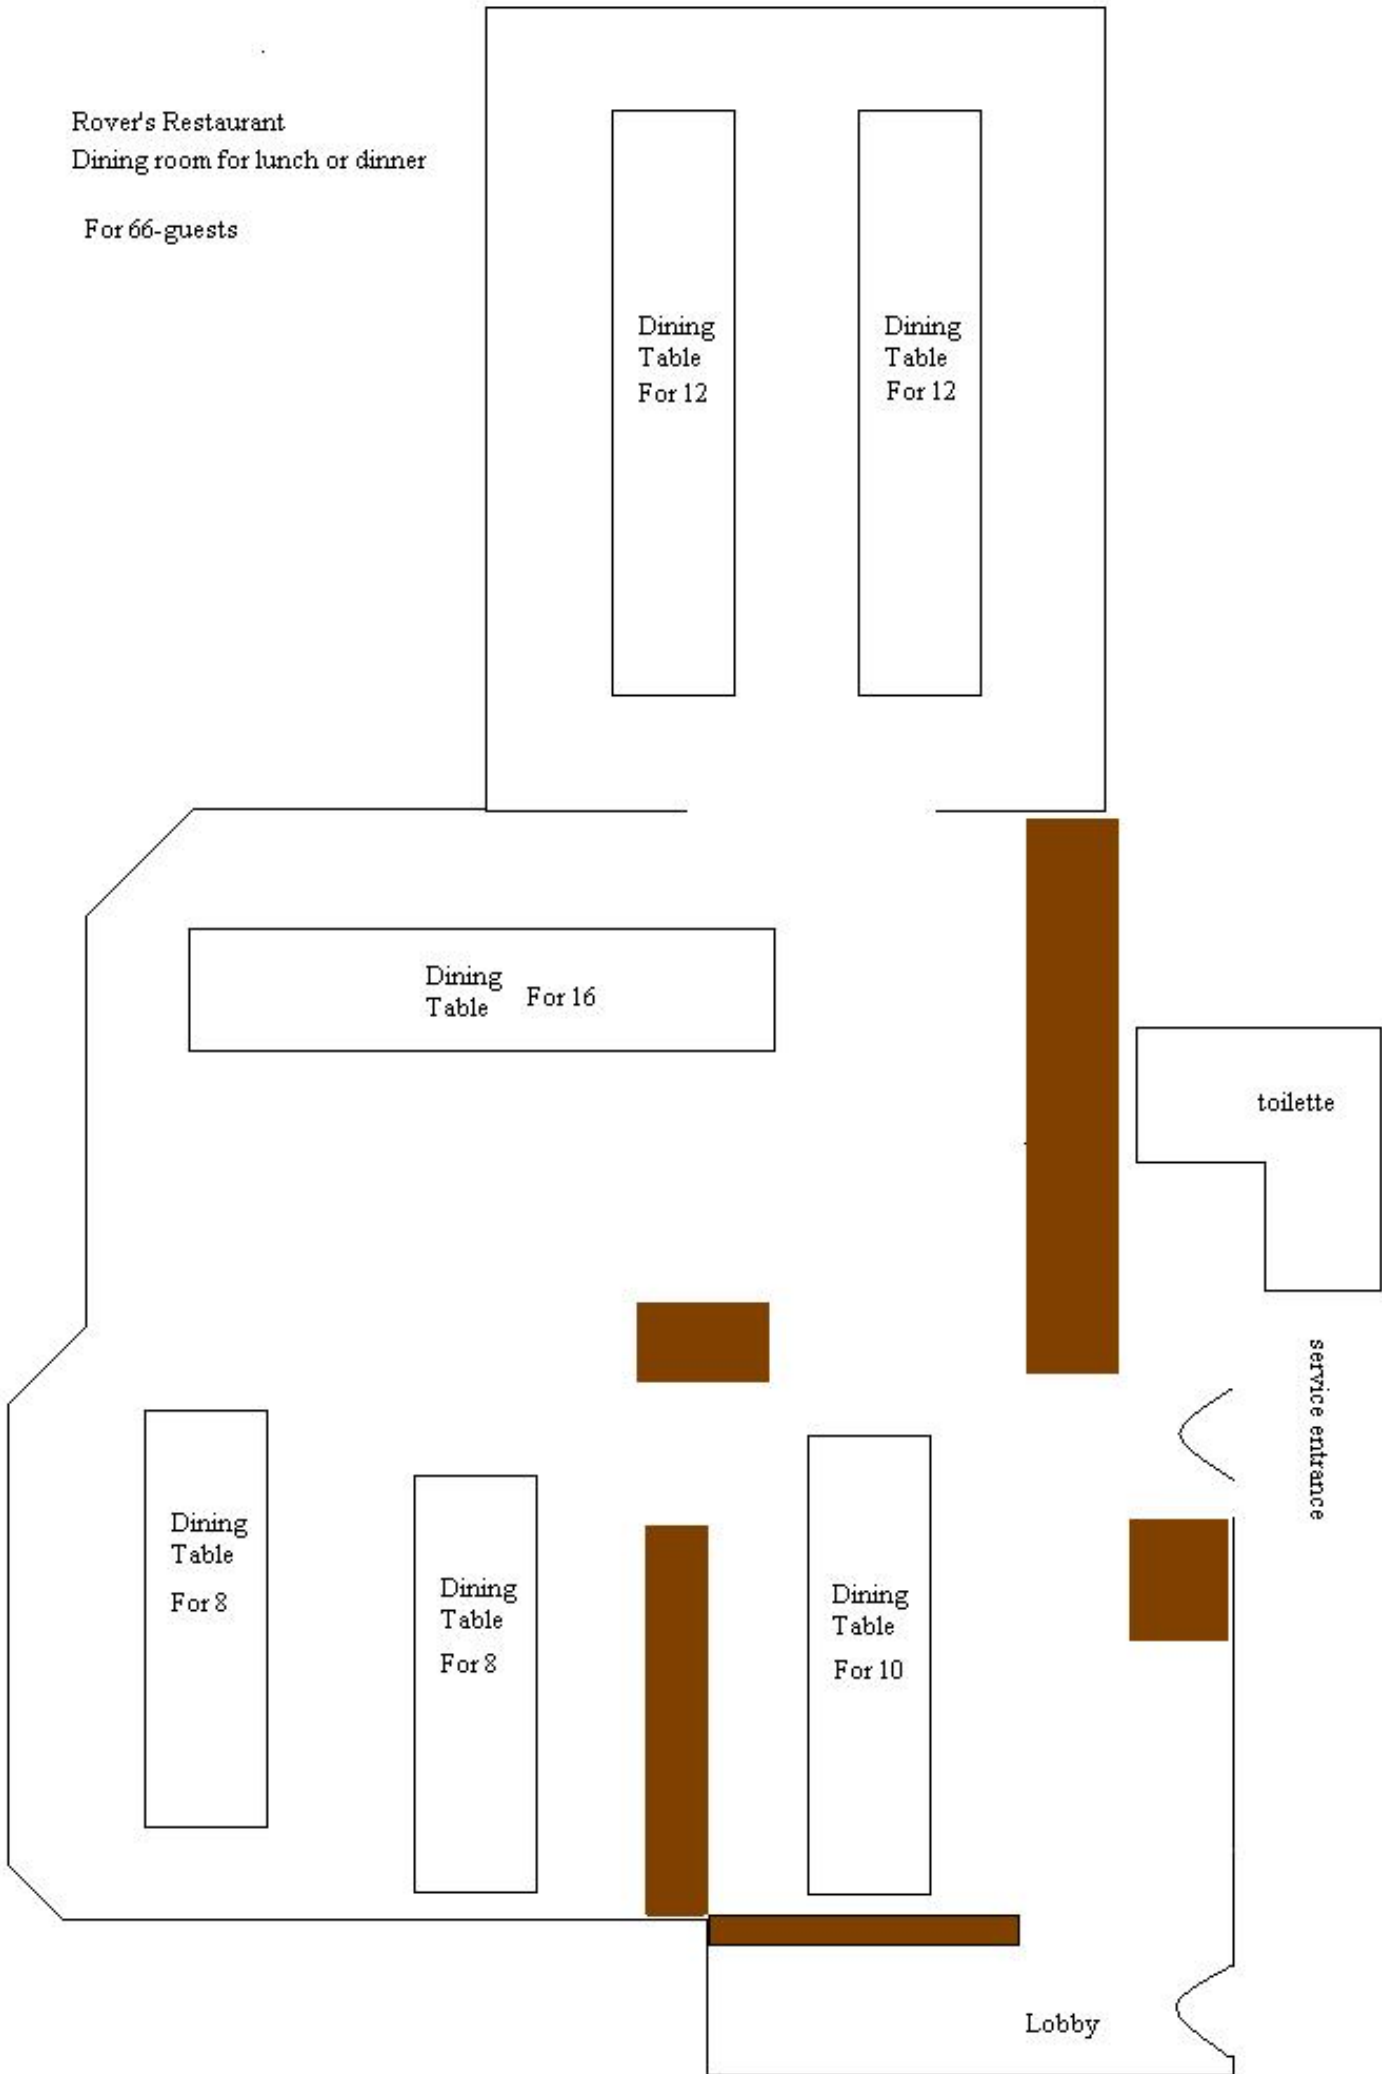 Rover's Restaurant
Dining room for lunch or dinner
For 66-guests
Dining
Table
For 12
Dining
Table
For 12
Dining
Table
For 16
toilette
service entrance
Dining
Table
For 8
Dining
Table
For 8
Dining
Table
For 10
Lobby